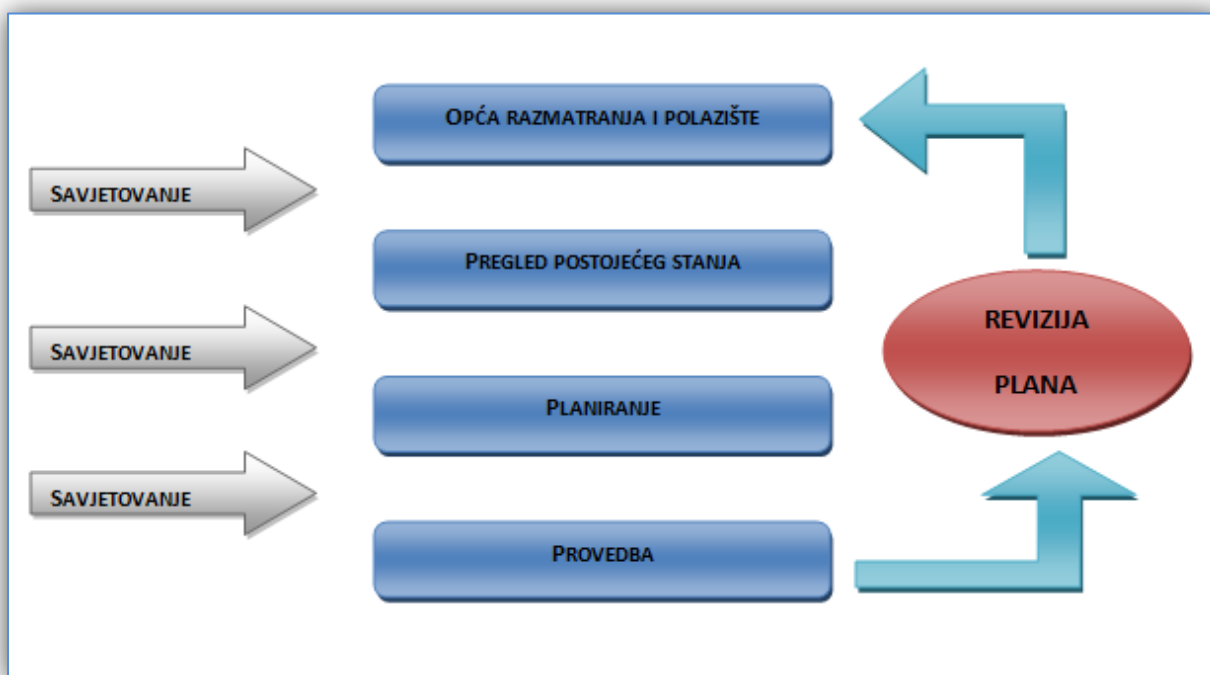 OPĆA RAZMATRANJA I POLAZIŠTE
SAVJETOVANJE
PREGLED POSTOJEĆEG STANJA
REVIZIJA
PLANA
SAVJETOVANJE
PLANIRANJE
SAVJETOVANJE
PROVEDBA